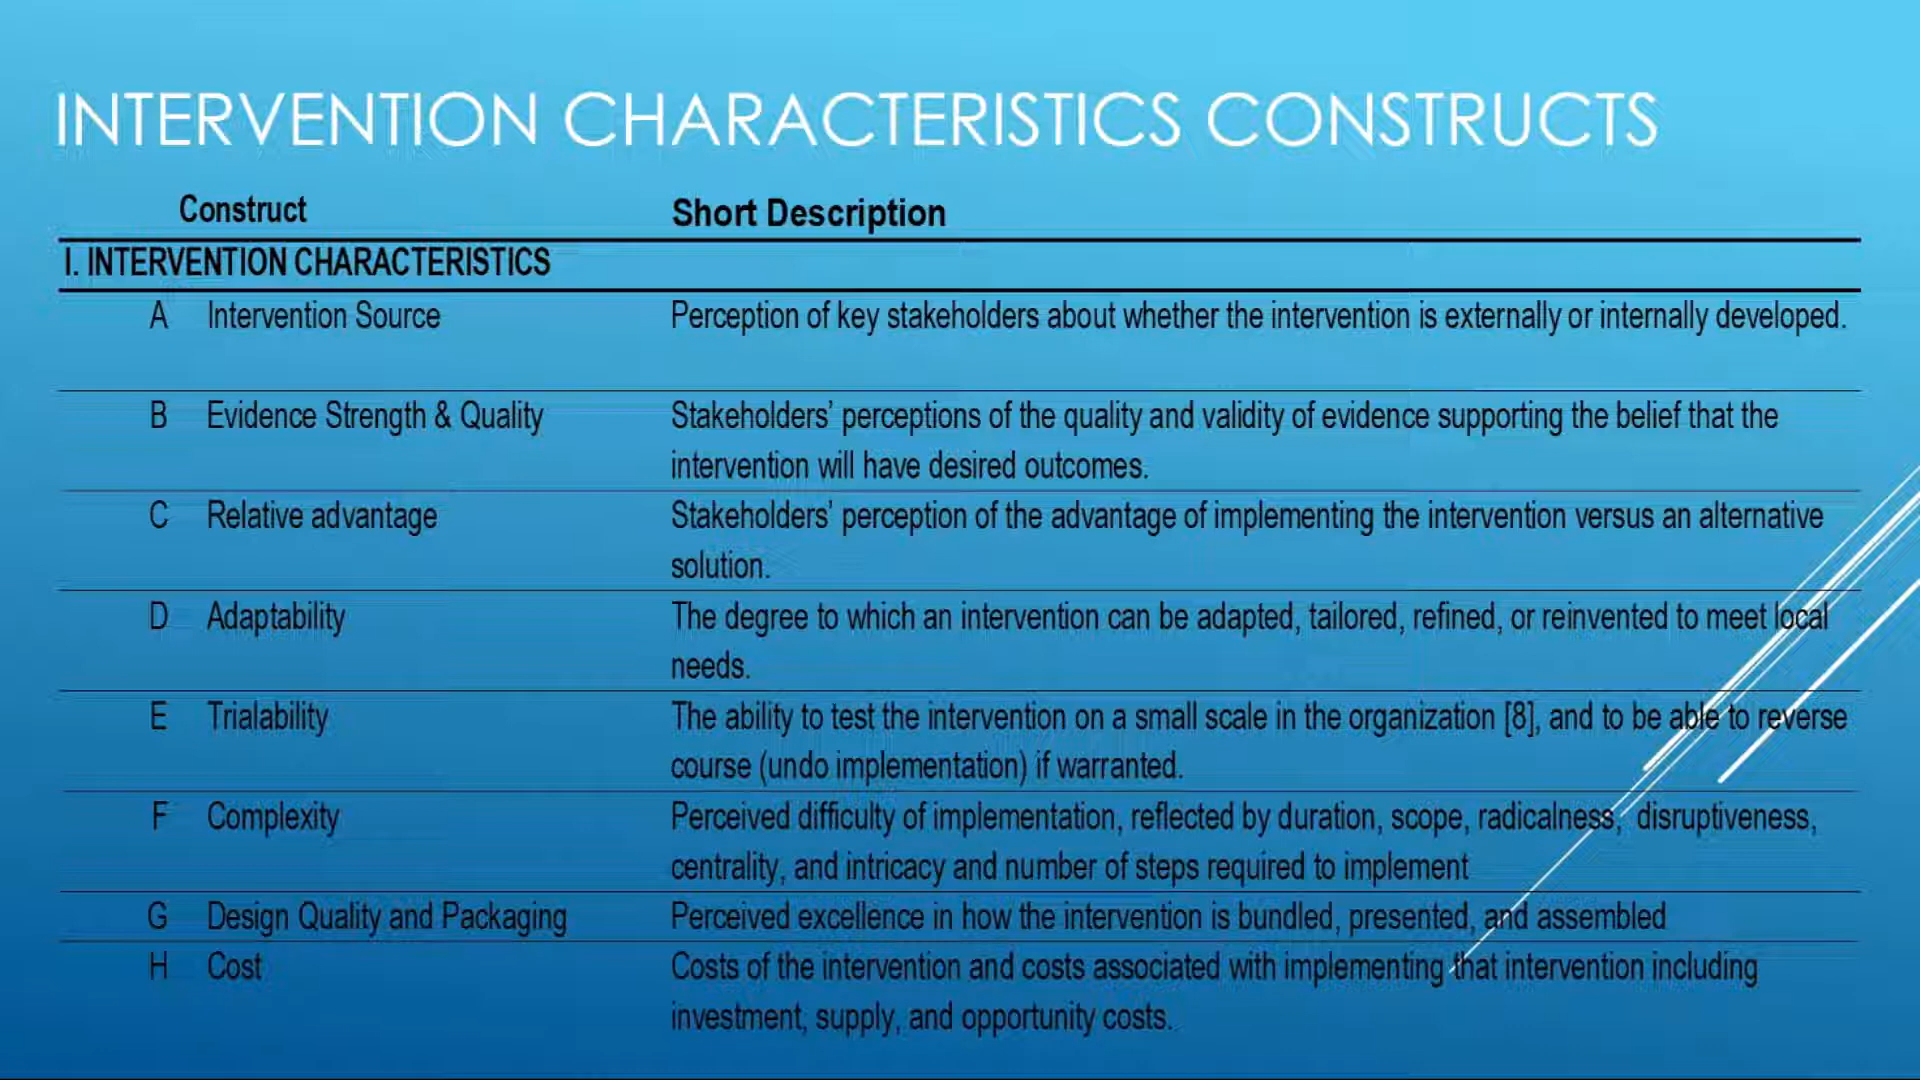 INTERVENTION CHARACTERISTICS CONSTRUCTS
Construct Short Description
I. INTERVENTION CHARACTERISTICS
A Intervention Source Perception of key stakeholders about whether the intervention is externally or internally developed.
B Evidence Strength & Quality Stakeholders’ perceptions of the quality and validity of evidence supporting the belief that the
intervention will have desired outcomes.
C Relative advantage Stakeholders’ perception of the advantage of implementing the intervention versus an alternative
solution.
D Adaptability The degree to which an intervention can be adapted, tailored, refined, or reinvented to meet local
needs.
E Trialability The ability to test the intervention on a small scale in the organization [8], and to be able to reverse
course (undo implementation) if warranted.
F Complexity Perceived difficulty of implementation, reflected by duration, scope, radicalness, disruptiveness,
centrality, and intricacy and number of steps required to implement
G Design Quality and Packaging Perceived excellence in how the intervention is bundled, presented, and assembled
H Cost Costs of the intervention and costs associated with implementing that intervention including
investment, supply, and opportunity costs.